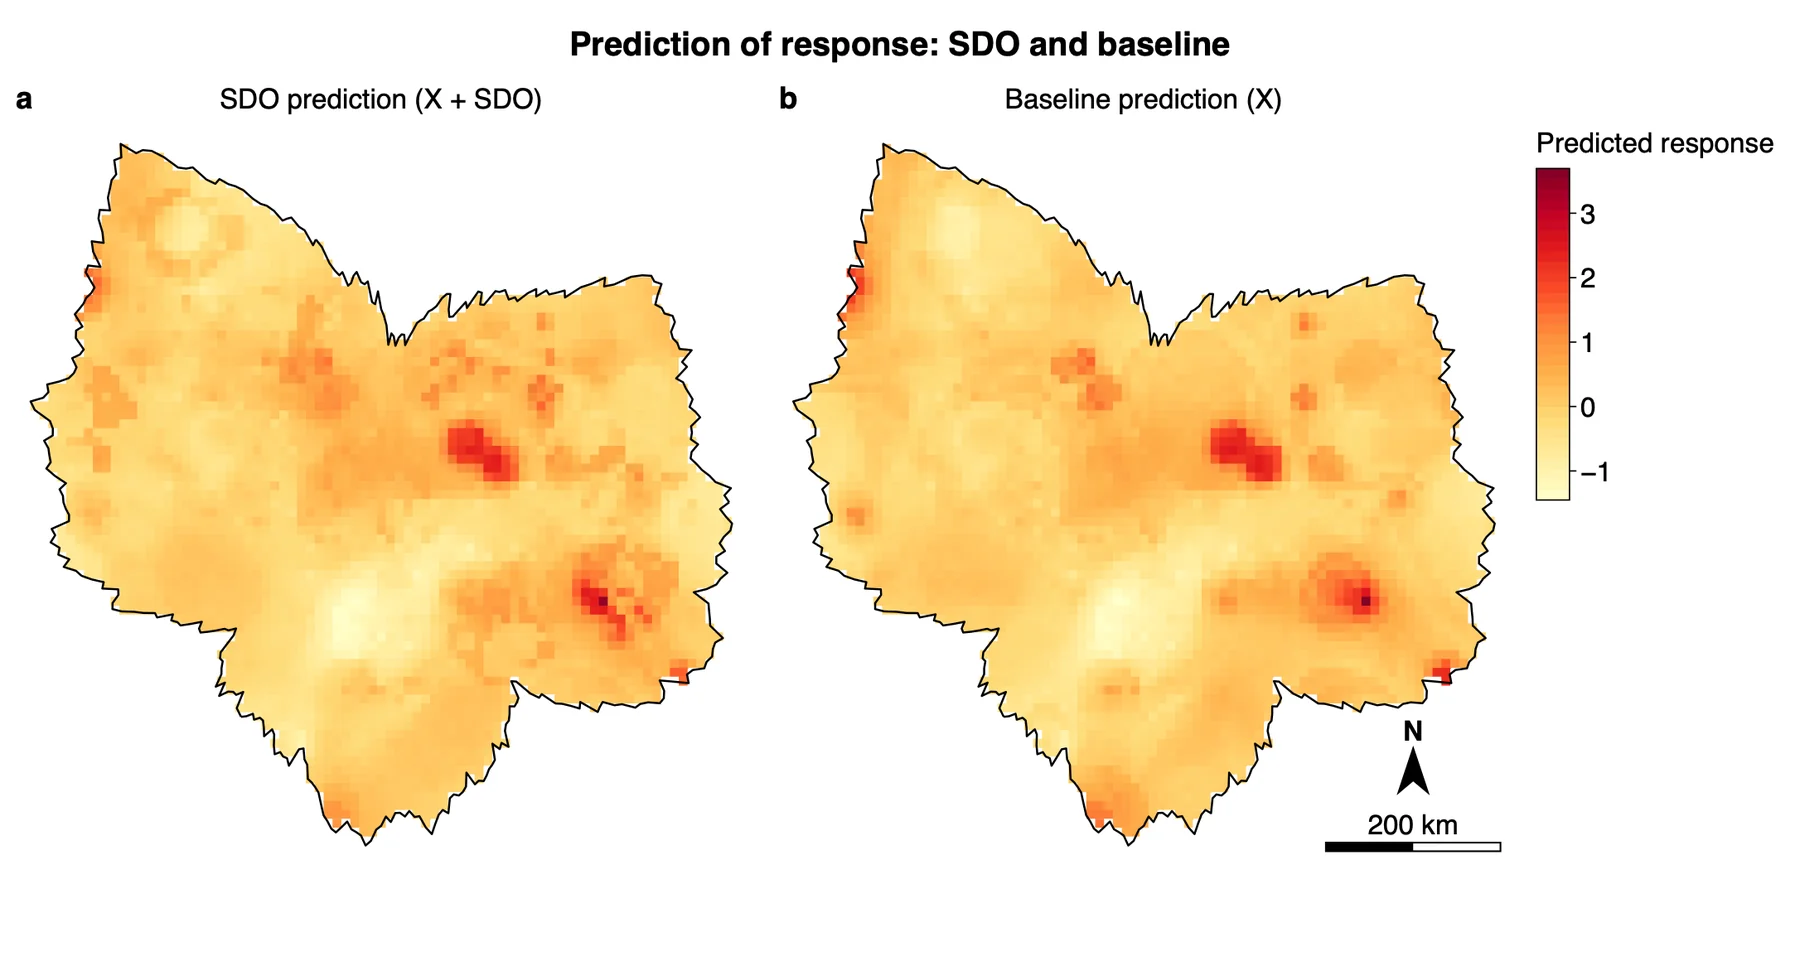 Prediction of response: SDO and baseline
a
SDO prediction (X + SDO)
b
Baseline prediction (X)
Predicted response
3
2
1
0
−1
N
200 km